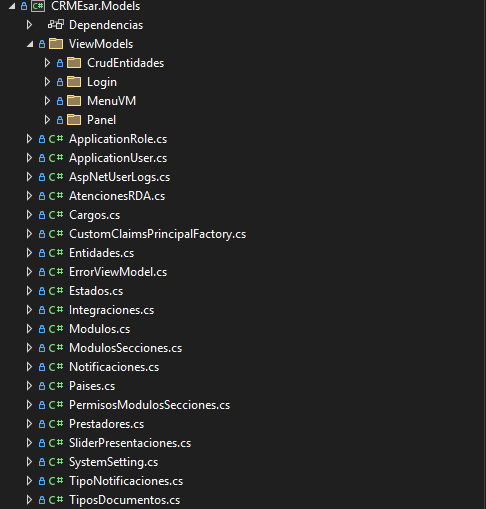 C# CRMEsar.Models
Dependencias
ViewModels
CrudEntidades
Login
MenuVM
Panel
C# ApplicationRole.cs
C# ApplicationUser.cs
C# AspNetUserLogs.cs
C# AtencionesRDA.cs
C# Cargos.cs
C# CustomClaimsPrincipalFactory.cs
C# Entidades.cs
C# ErrorViewModel.cs
C# Estados.cs
C# Integraciones.cs
C# Modulos.cs
C# ModulosSecciones.cs
C# Notificaciones.cs
C# Paises.cs
C# PermisosModulosSecciones.cs
C# Prestadores.cs
C# SliderPresentaciones.cs
C# SystemSetting.cs
C# TipoNotificaciones.cs
C# TiposDocumentos.cs